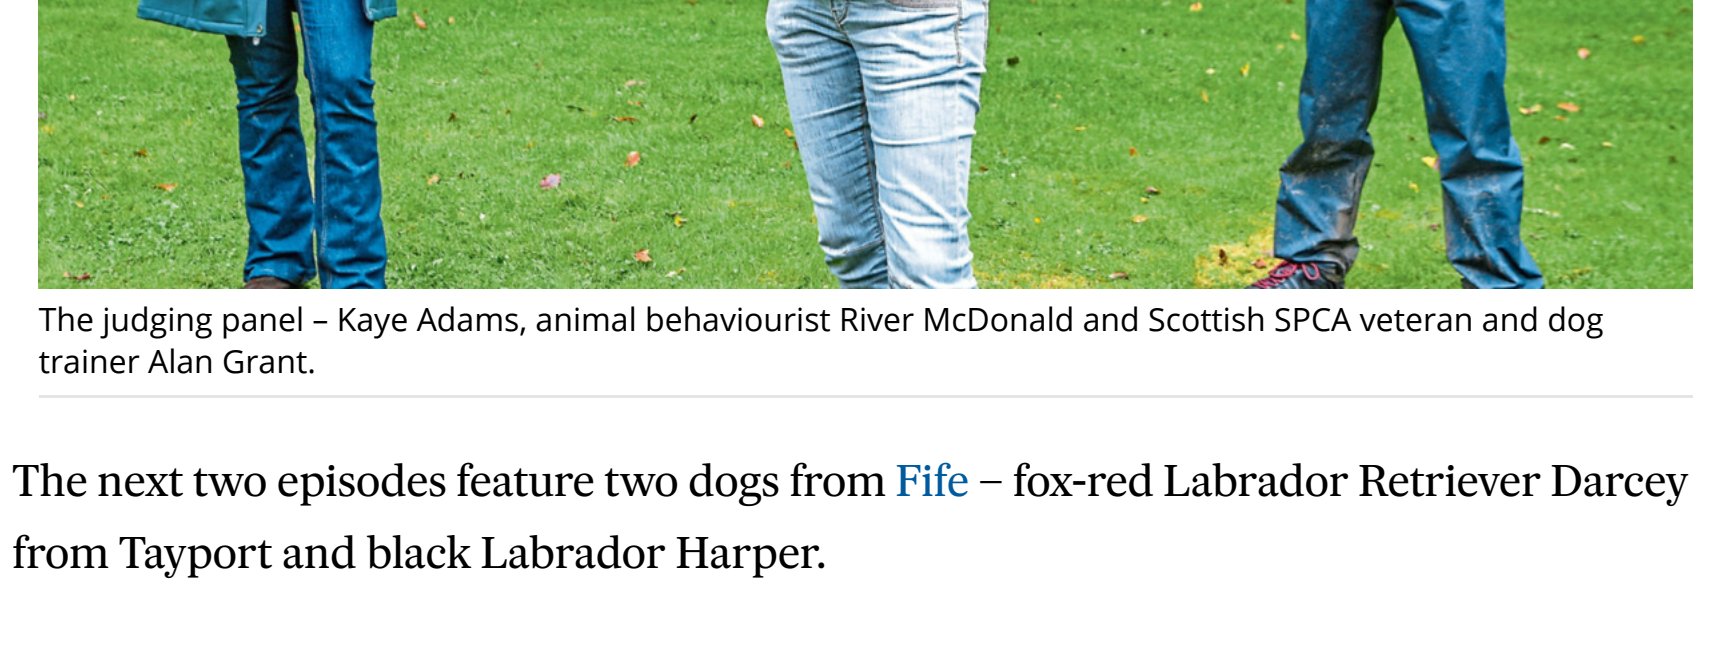 The judging panel – Kaye Adams, animal behaviourist River McDonald and Scottish SPCA veteran and dog
trainer Alan Grant.
The next two episodes feature two dogs from Fife – fox-red Labrador Retriever Darcey
from Tayport and black Labrador Harper.